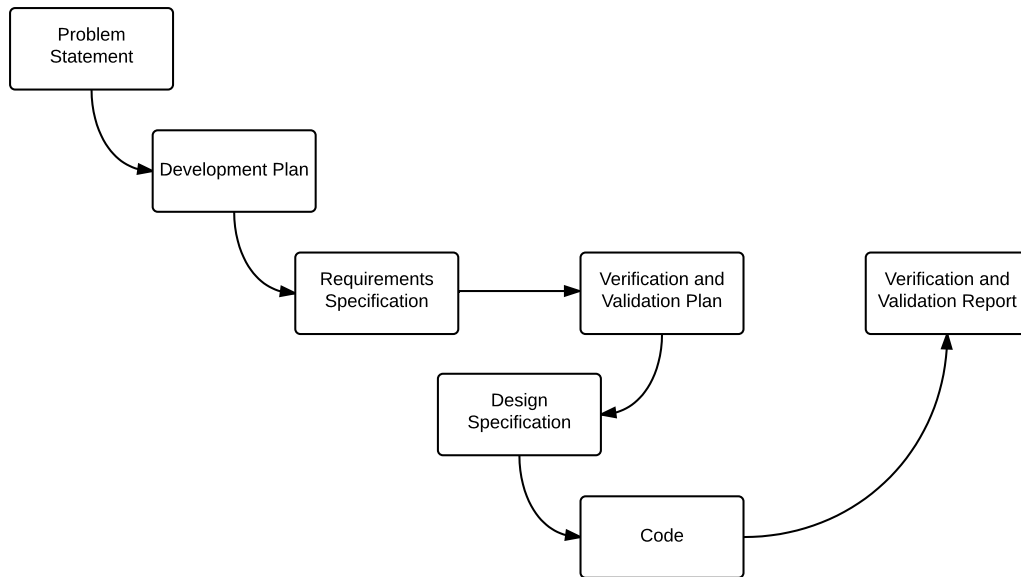 Problem
Statement
Development Plan
Requirements
Specification
Verification and
Validation Plan
Verification and
Validation Report
Design
Specification
Code